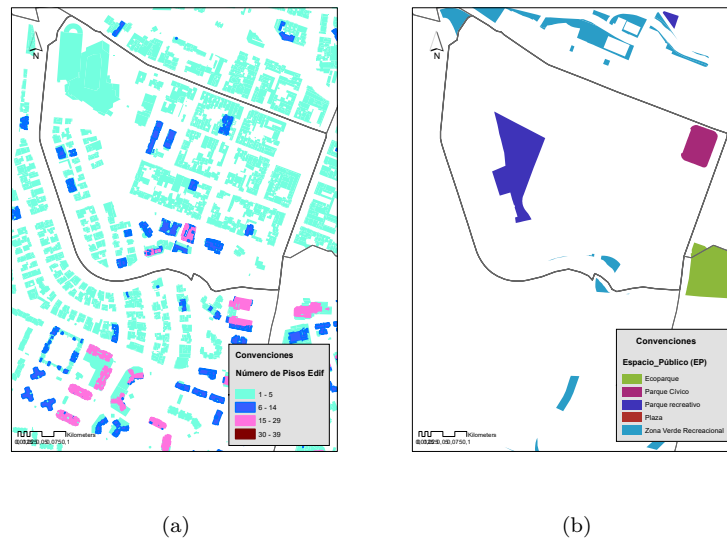 N
Convenciones
Número de Pisos Edif
1 - 5
6 - 14
15 - 29
30 - 39
Kilometers
(a)
N
Convenciones
Espacio_Público (EP)
Ecoparque
Parque Cívico
Parque recreativo
Plaza
Zona Verde Recreacional
Kilometers
(b)